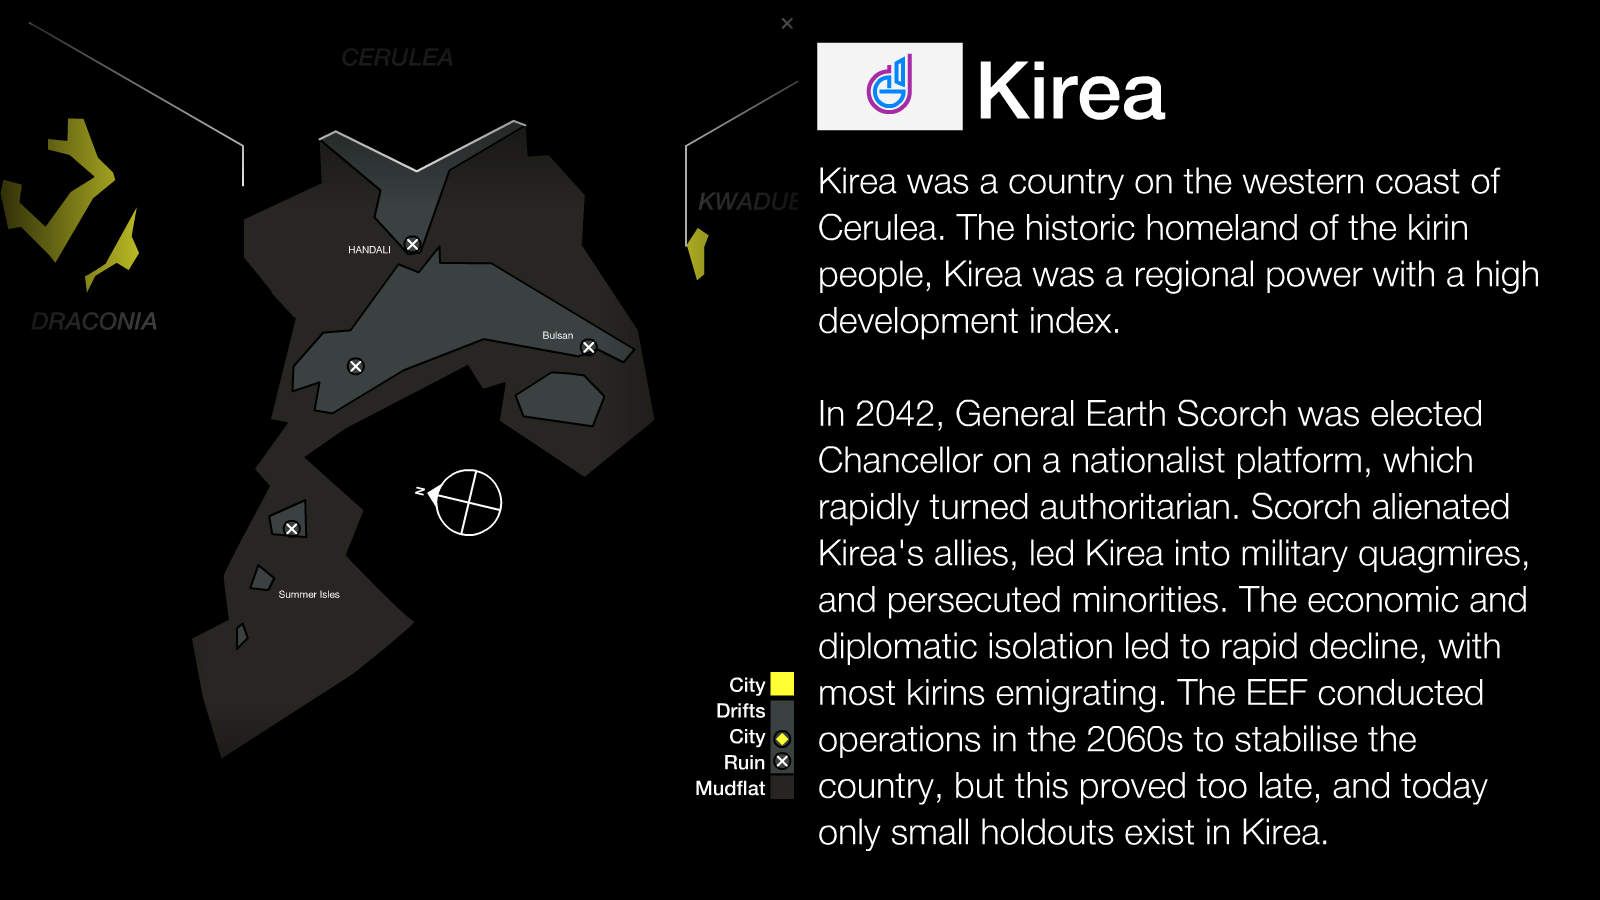 CERULEA
KWADUE
HANDALI
DRACONIA
Bulsan
N
Summer Isles
City
Drifts
City
Ruin
Mudflat
Kirea
Kirea was a country on the western coast of
Cerulea. The historic homeland of the kirin
people, Kirea was a regional power with a high
development index.
In 2042, General Earth Scorch was elected
Chancellor on a nationalist platform, which
rapidly turned authoritarian. Scorch alienated
Kirea's allies, led Kirea into military quagmires,
and persecuted minorities. The economic and
diplomatic isolation led to rapid decline, with
most kirins emigrating. The EEF conducted
operations in the 2060s to stabilise the
country, but this proved too late, and today
only small holdouts exist in Kirea.